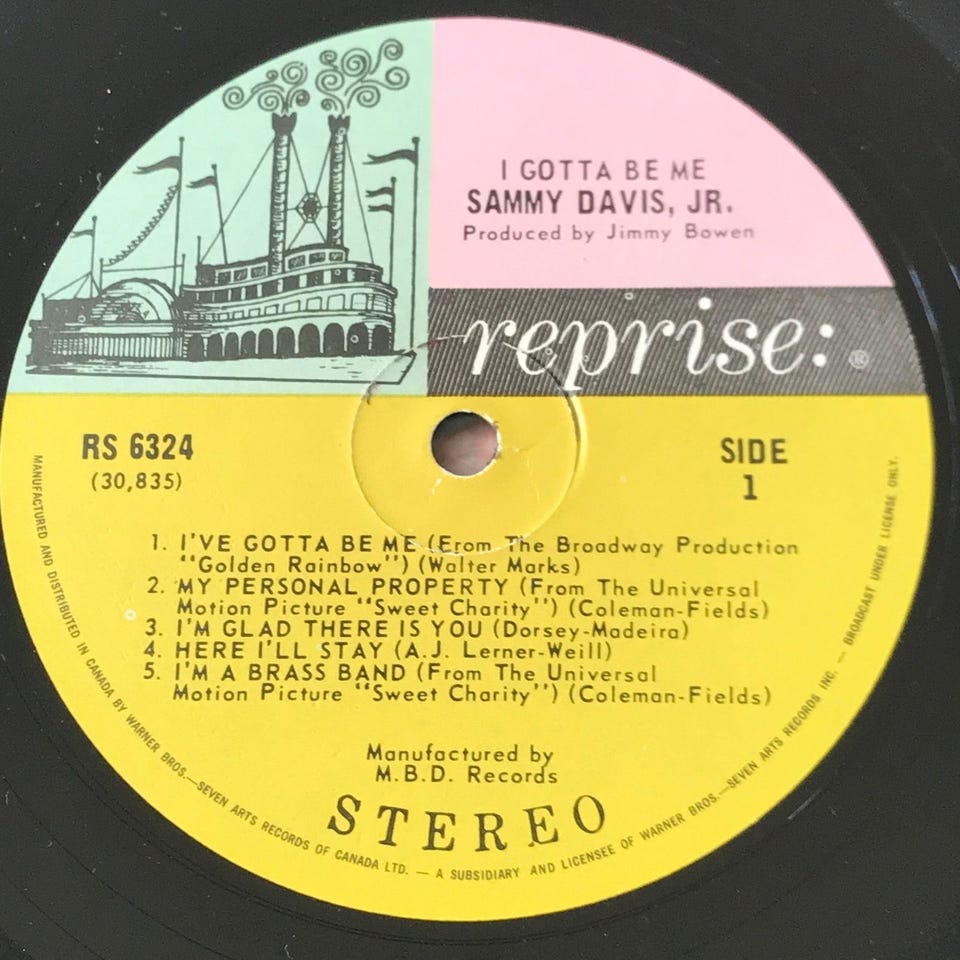 I GOTTA BE ME
SAMMY DAVIS, JR.
Produced by Jimmy Bowen
reprise: ®
RS 6324
(30,835)
SIDE
1
1. I'VE GOTTA BE ME (From The Broadway Production
"Golden Rainbow") (Walter Marks)
2. MY PERSONAL PROPERTY (From The Universal
Motion Picture "Sweet Charity") (Coleman-Fields)
3. I'M GLAD THERE IS YOU (Dorsey-Madeira)
4. HERE I'LL STAY (A.J. Lerner-Weill)
5. I'M A BRASS BAND (From The Universal
Motion Picture "Sweet Charity") (Coleman-Fields)
Manufactured by
M.B.D. Records
STEREO
MANUFACTURED AND DISTRIBUTED IN CANADA BY WARNER BROS.—SEVEN ARTS RECORDS OF CANADA LTD. — A SUBSIDIARY AND LICENSEE OF WARNER BROS.—SEVEN ARTS RECORDS INC. — BROADCAST UNDER LICENSE ONLY.